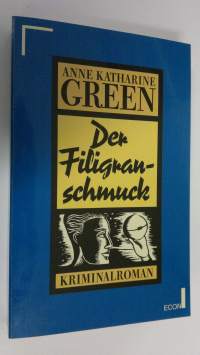 ANNE KATHARINE
GREEN
Der
Filigran-
schmuck
KRIMINALROMAN
ECON